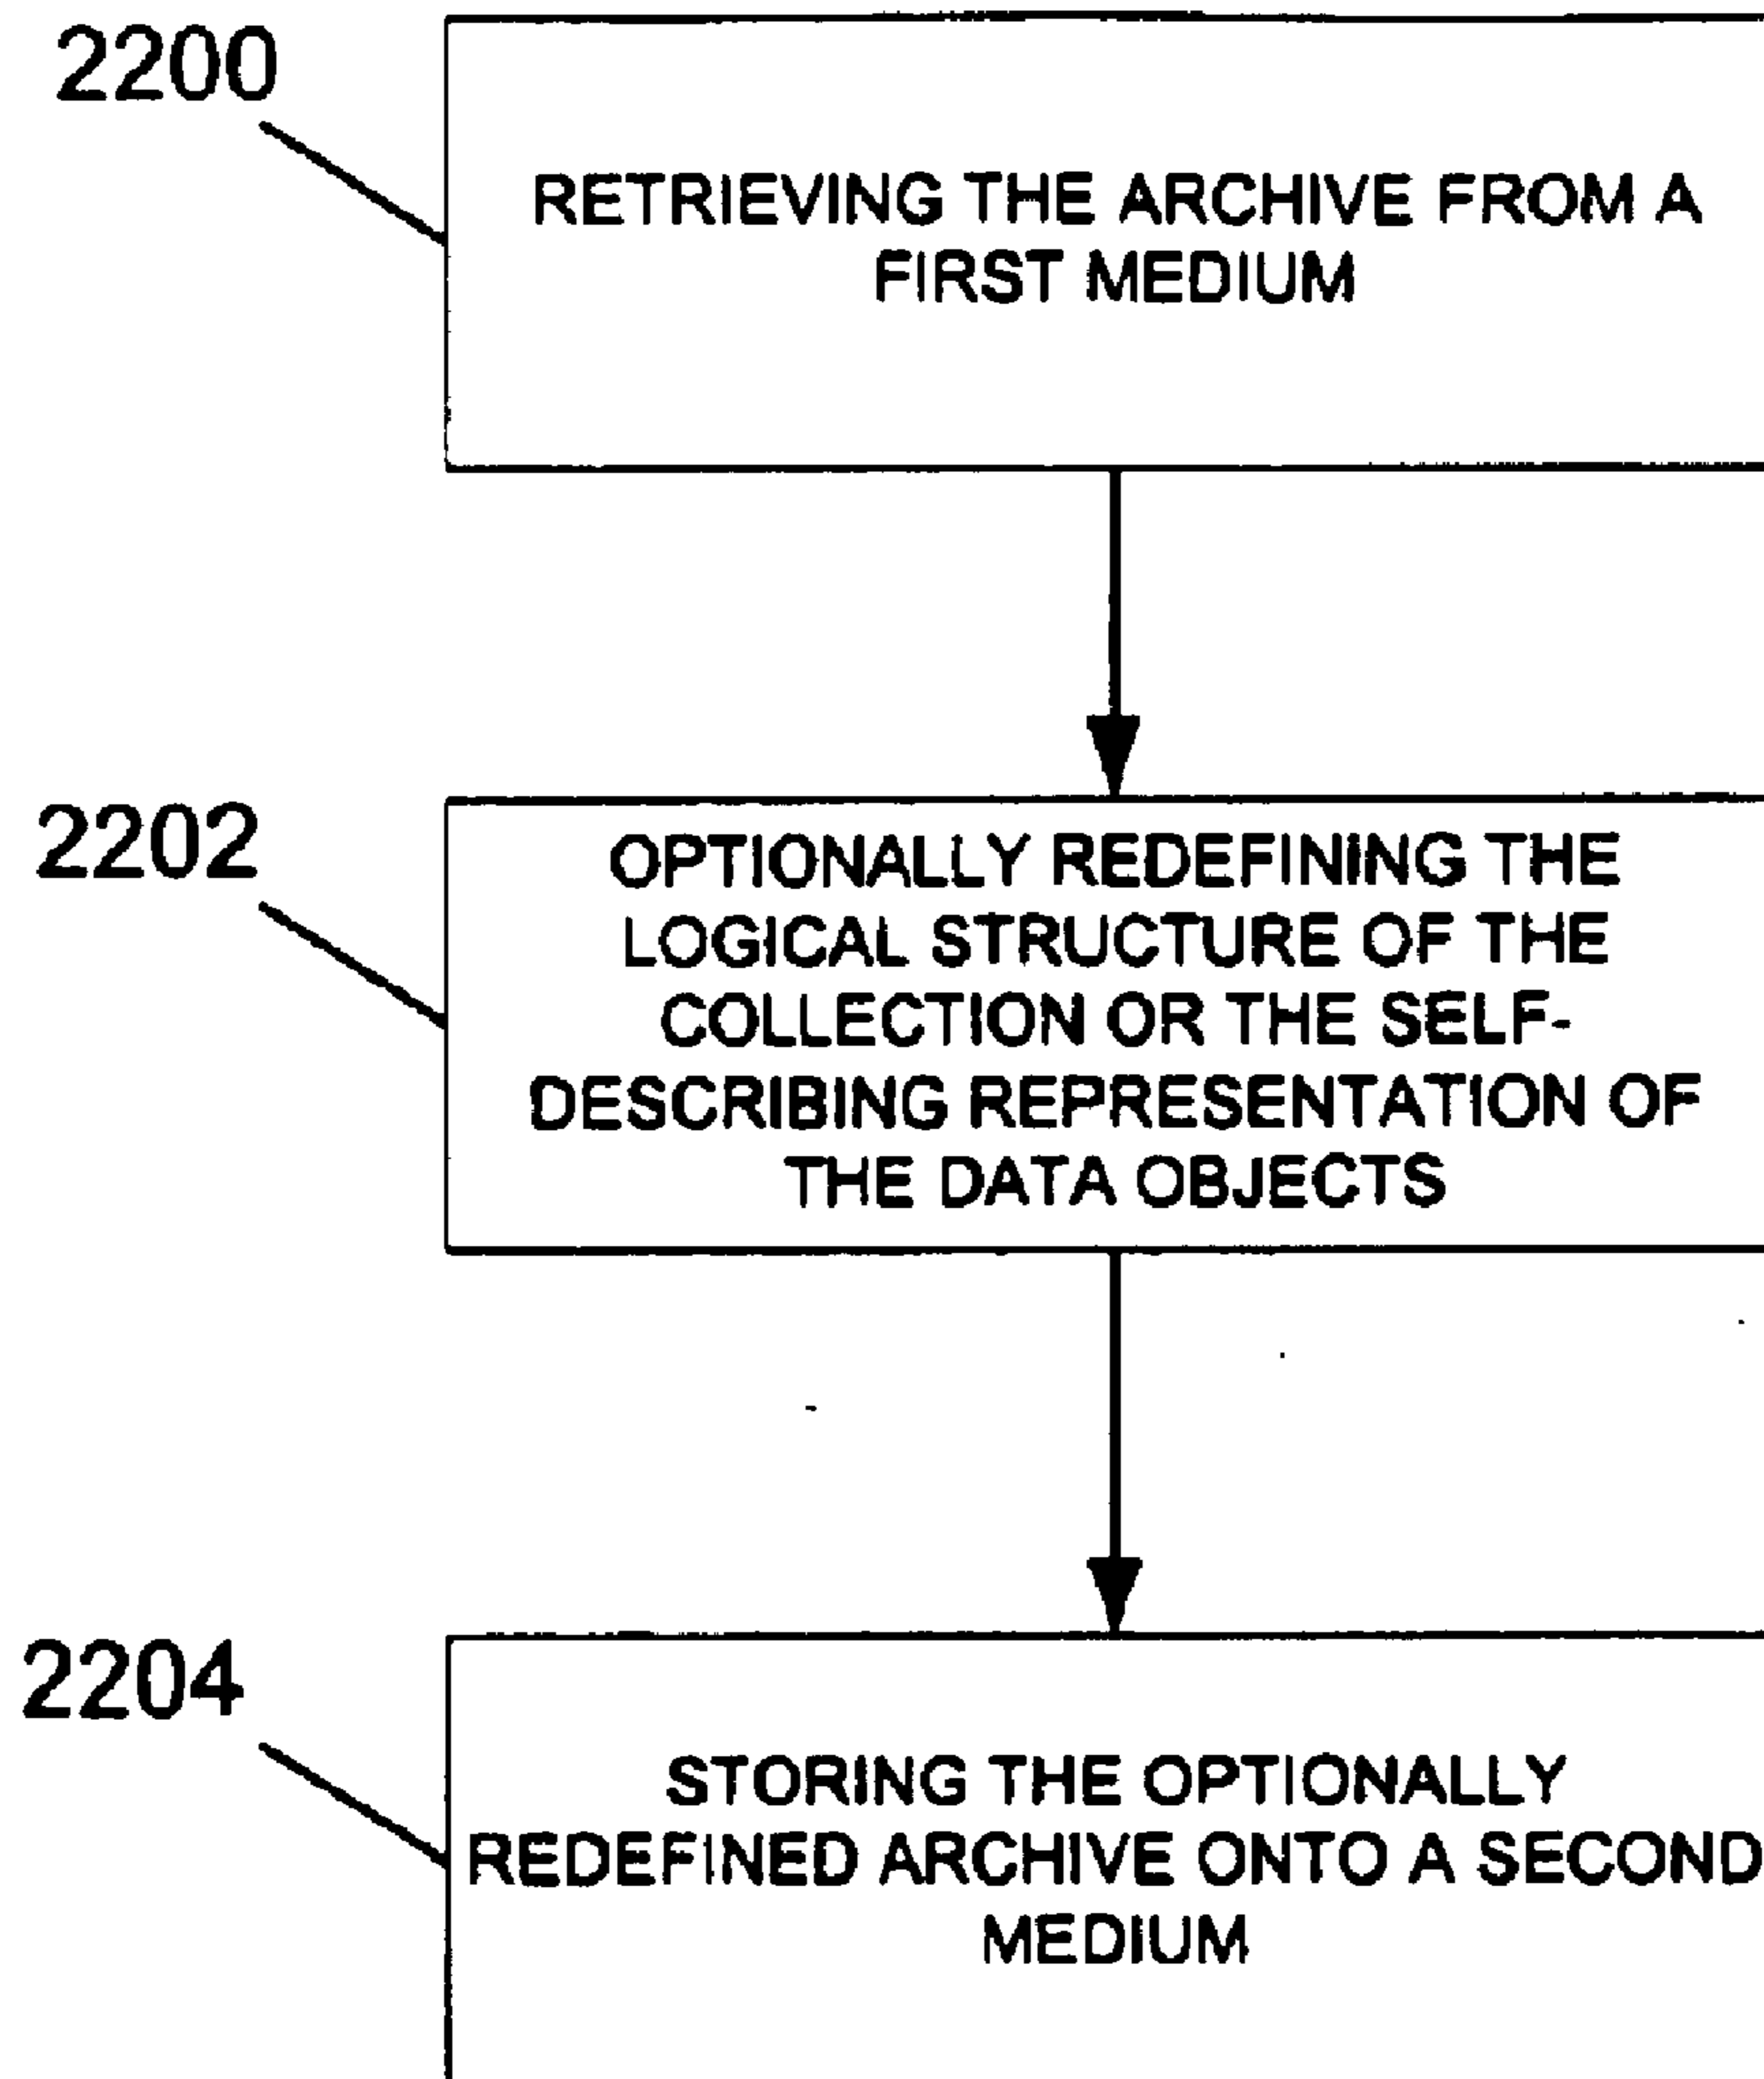 2200
RETRIEVING THE ARCHIVE FROM A
FIRST MEDIUM
2202
OPTIONALLY REDEFINING THE
LOGICAL STRUCTURE OF THE
COLLECTION OR THE SELF-
DESCRIBING REPRESENTATION OF
THE DATA OBJECTS
2204
STORING THE OPTIONALLY
REDEFINED ARCHIVE ONTO A SECOND
MEDIUM